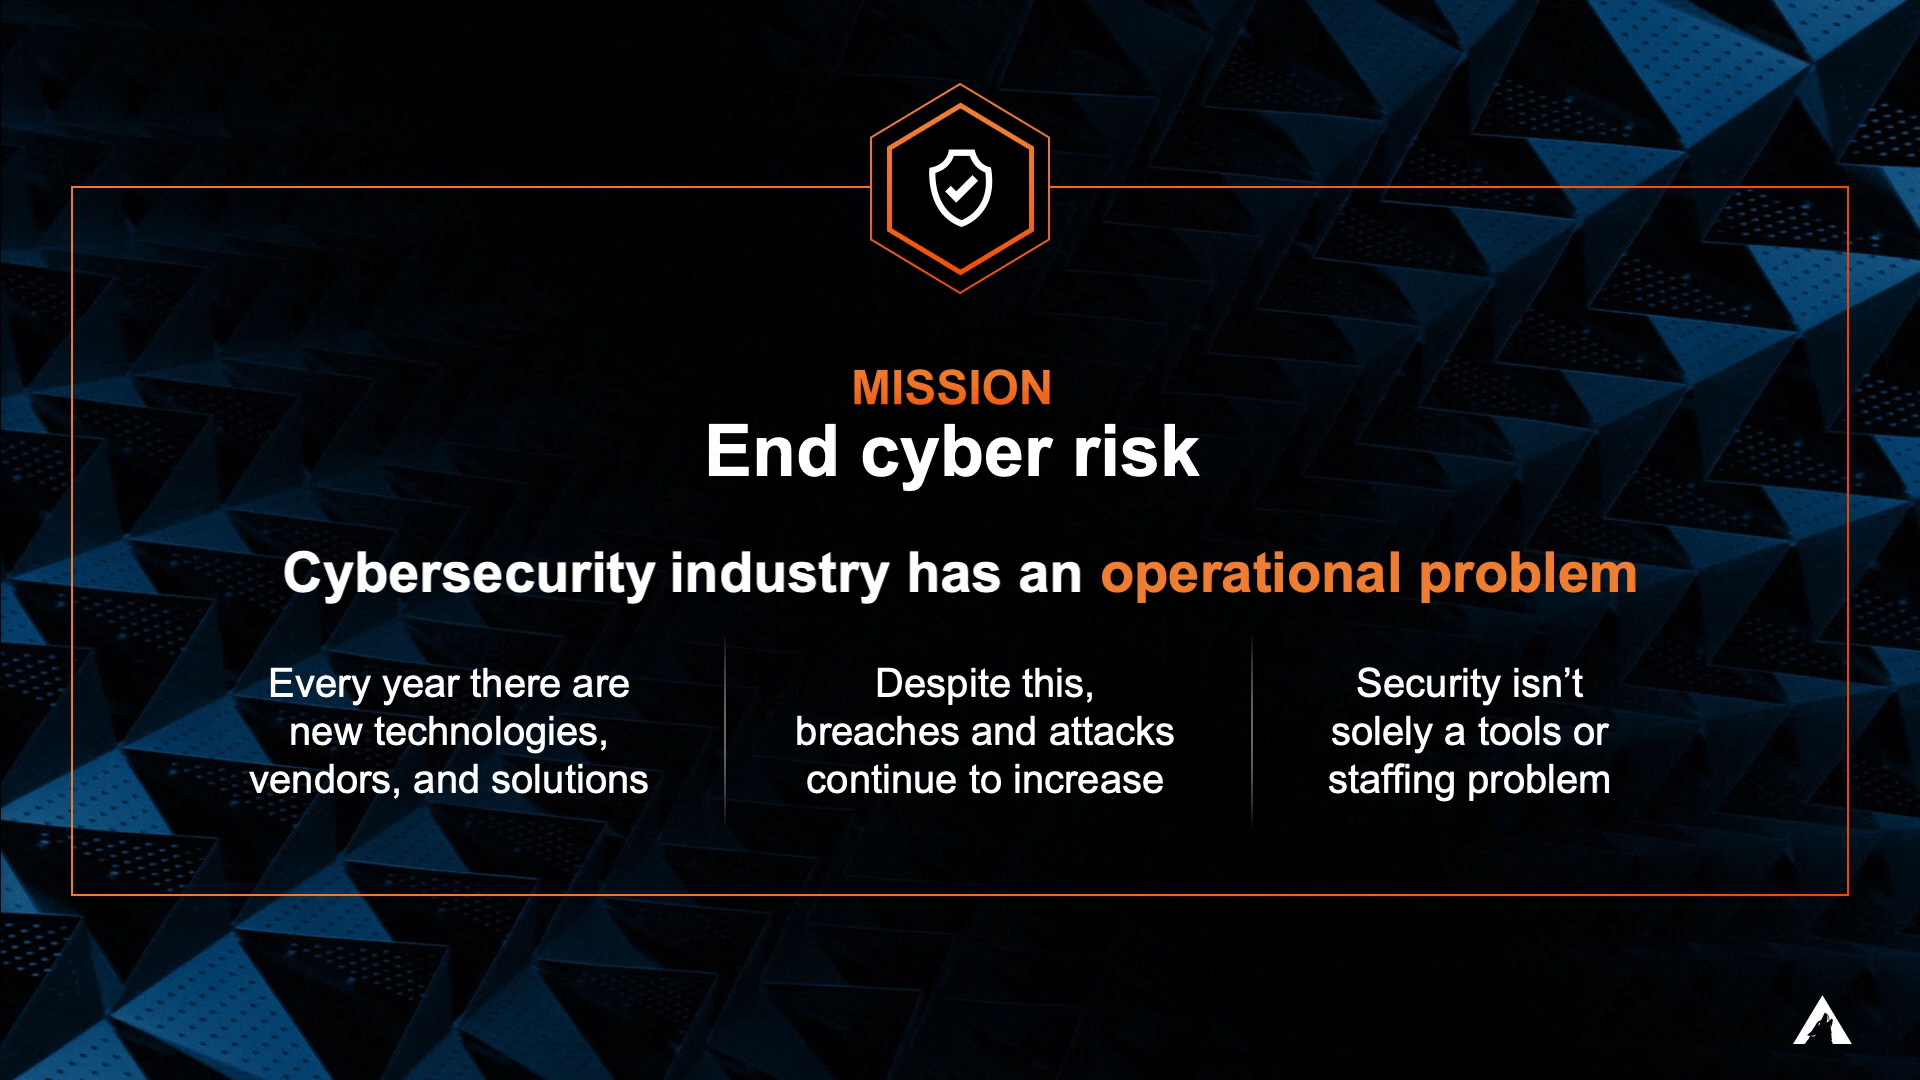 MISSION
End cyber risk
Cybersecurity industry has an operational problem
Every year there are
new technologies,
vendors, and solutions
Despite this,
breaches and attacks
continue to increase
Security isn’t
solely a tools or
staffing problem